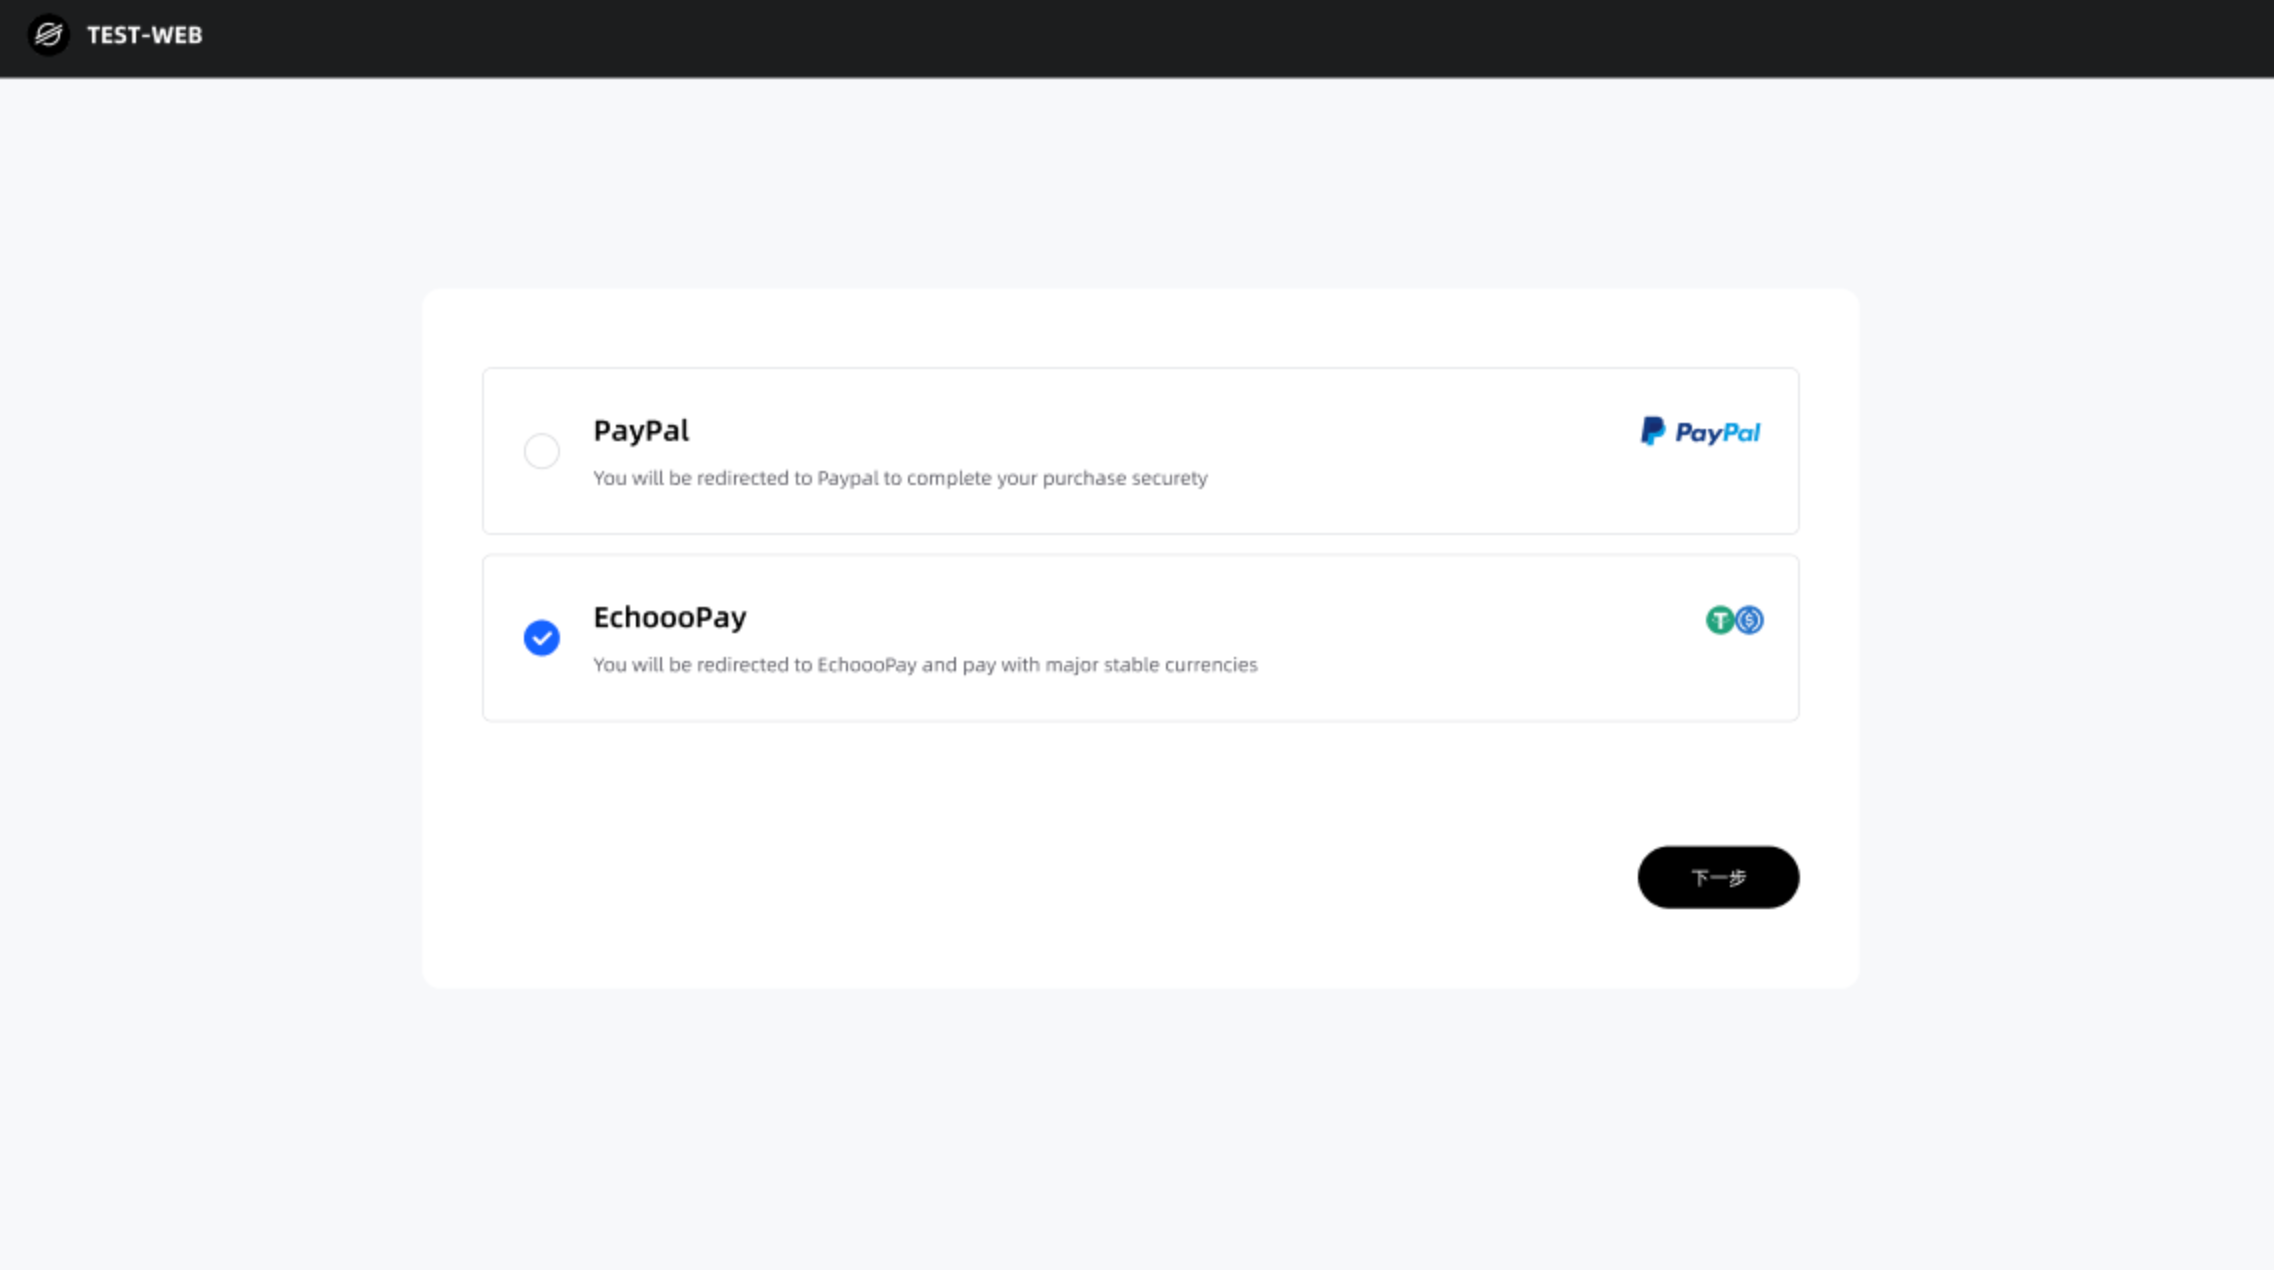 TEST-WEB
PayPal
PayPal
You will be redirected to Paypal to complete your purchase securety
EchoooPay
You will be redirected to EchoooPay and pay with major stable currencies
下一步